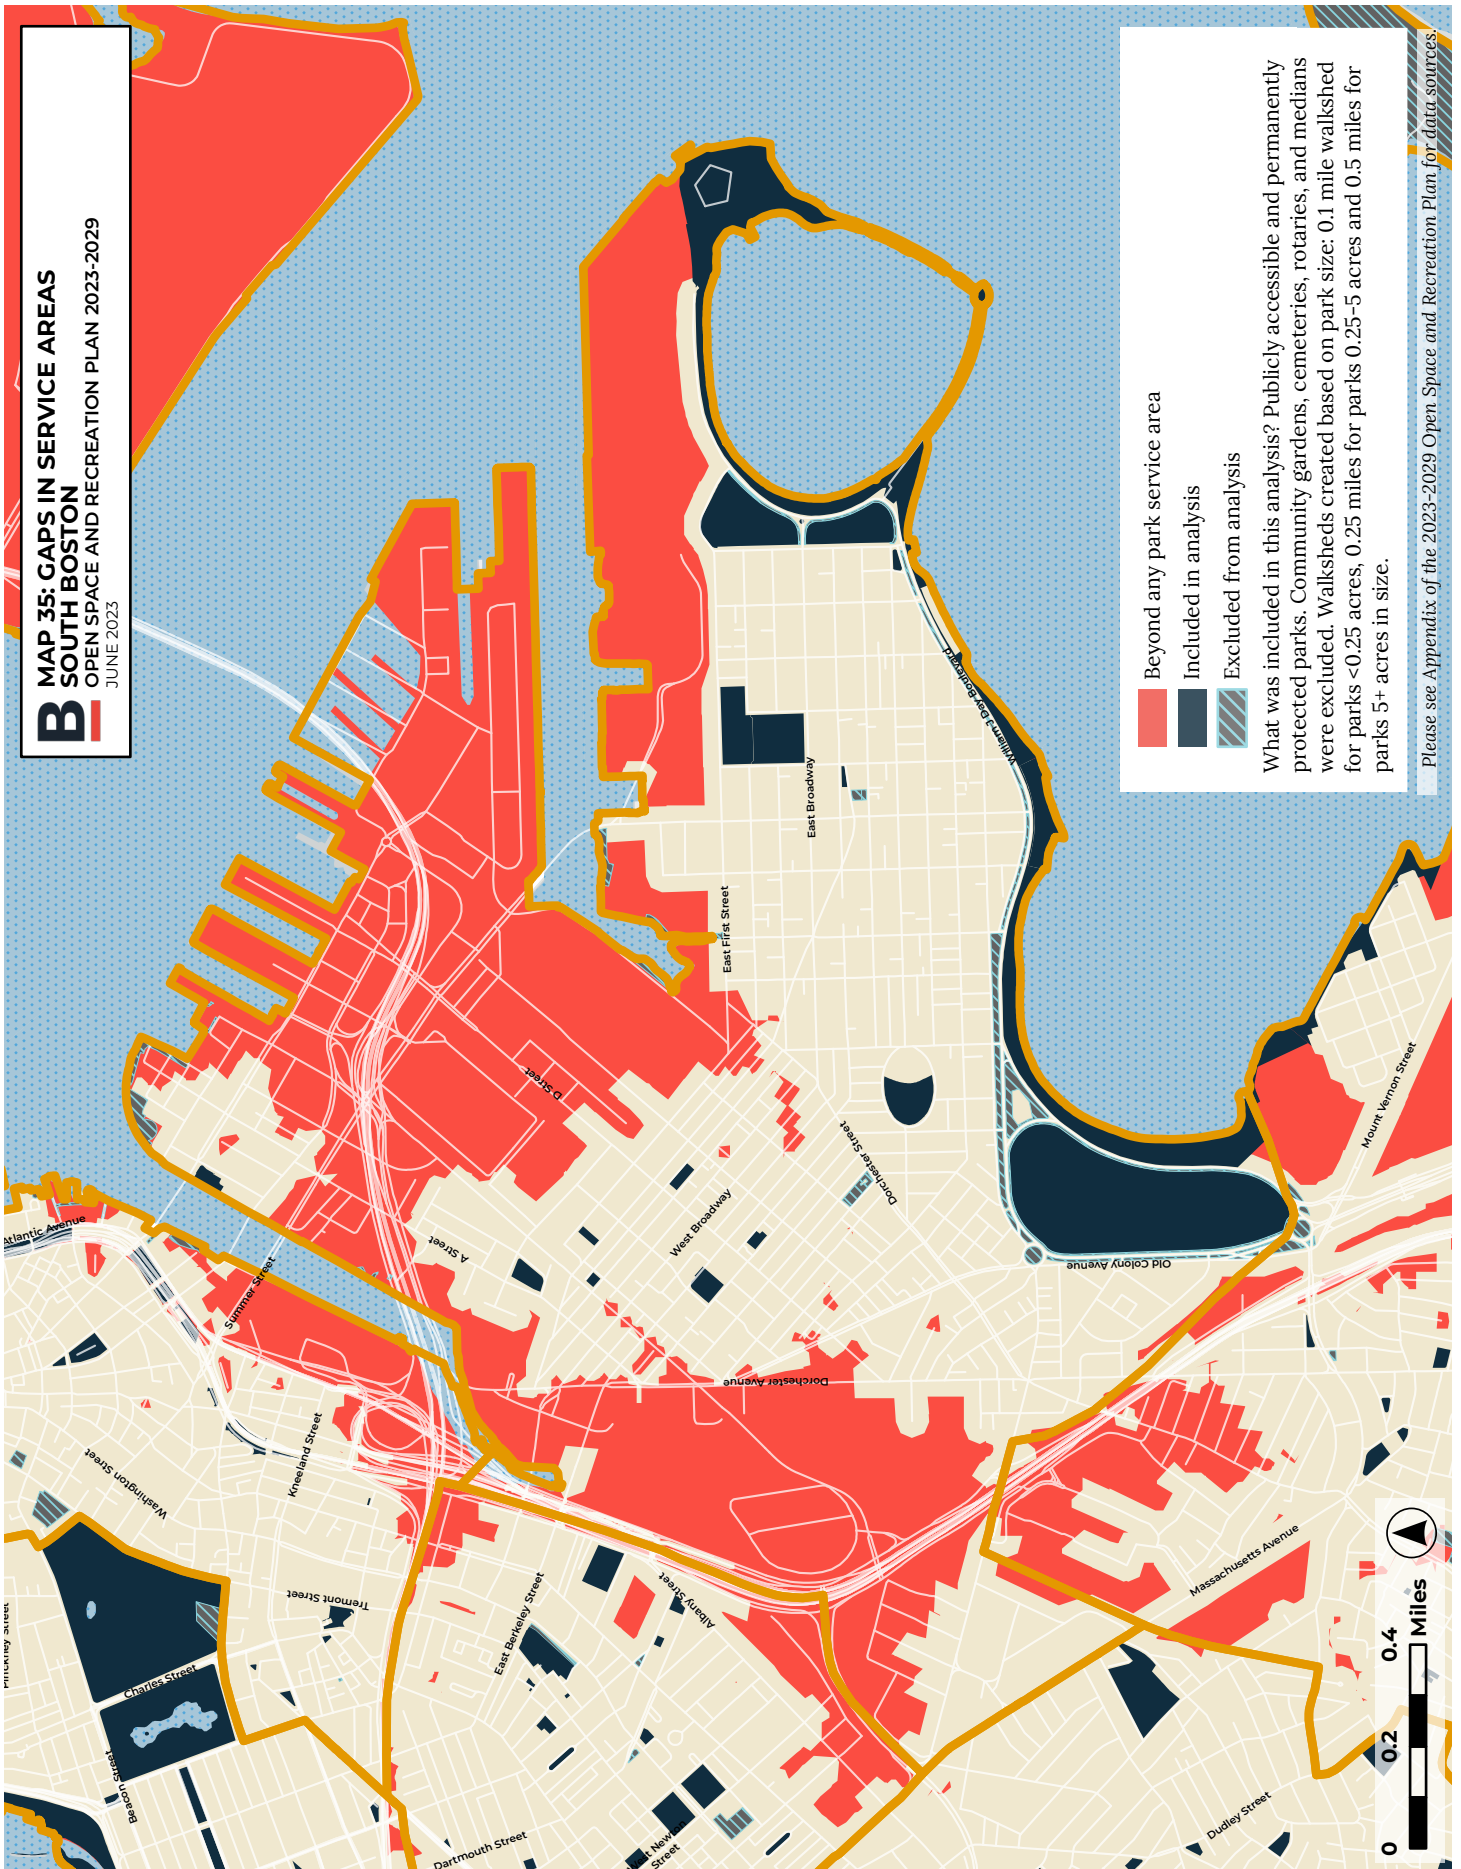 B
MAP 35: GAPS IN SERVICE AREAS
SOUTH BOSTON
OPEN SPACE AND RECREATION PLAN 2023-2029
JUNE 2023
Atlantic Avenue
Summer Street
Kneeland Street
Washington Street
Tremont Street
Pinckney Street
Charles Street
Beacon Street
Dartmouth Street
East Berkeley Street
Albany Street
West Newton
Street
A Street
D Street
West Broadway
Dorchester Avenue
Dorchester Street
East First Street
East Broadway
William J Day Boulevard
Old Colony Avenue
Mount Vernon Street
Massachusetts Avenue
Dudley Street
Beyond any park service area
Included in analysis
Excluded from analysis
What was included in this analysis? Publicly accessible and permanently
protected parks. Community gardens, cemeteries, rotaries, and medians
were excluded. Walksheds created based on park size: 0.1 mile walkshed
for parks <0.25 acres, 0.25 miles for parks 0.25-5 acres and 0.5 miles for
parks 5+ acres in size.
Please see Appendix of the 2023-2029 Open Space and Recreation Plan for data sources.
0 0.2 0.4
Miles